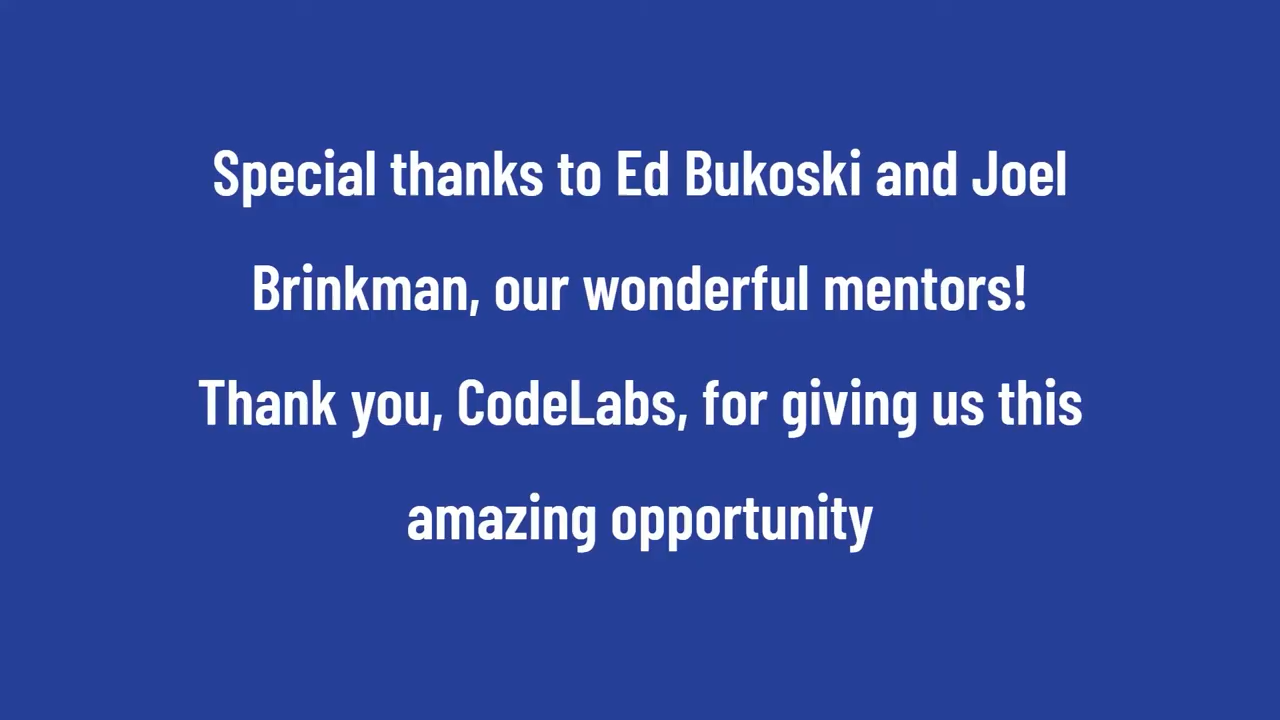 Special thanks to Ed Bukoski and Joel
Brinkman, our wonderful mentors!
Thank you, CodeLabs, for giving us this
amazing opportunity